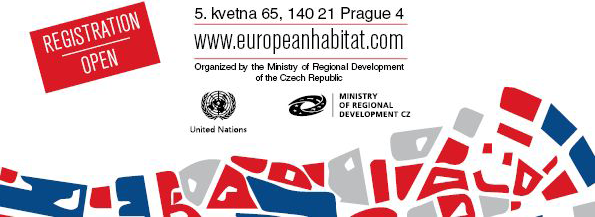 REGISTRATION
OPEN
5. kvetna 65, 140 21 Prague 4
www.europeanhabitat.com
Organized by the Ministry of Regional Development
of the Czech Republic
United Nations
MINISTRY
OF REGIONAL
DEVELOPMENT CZ